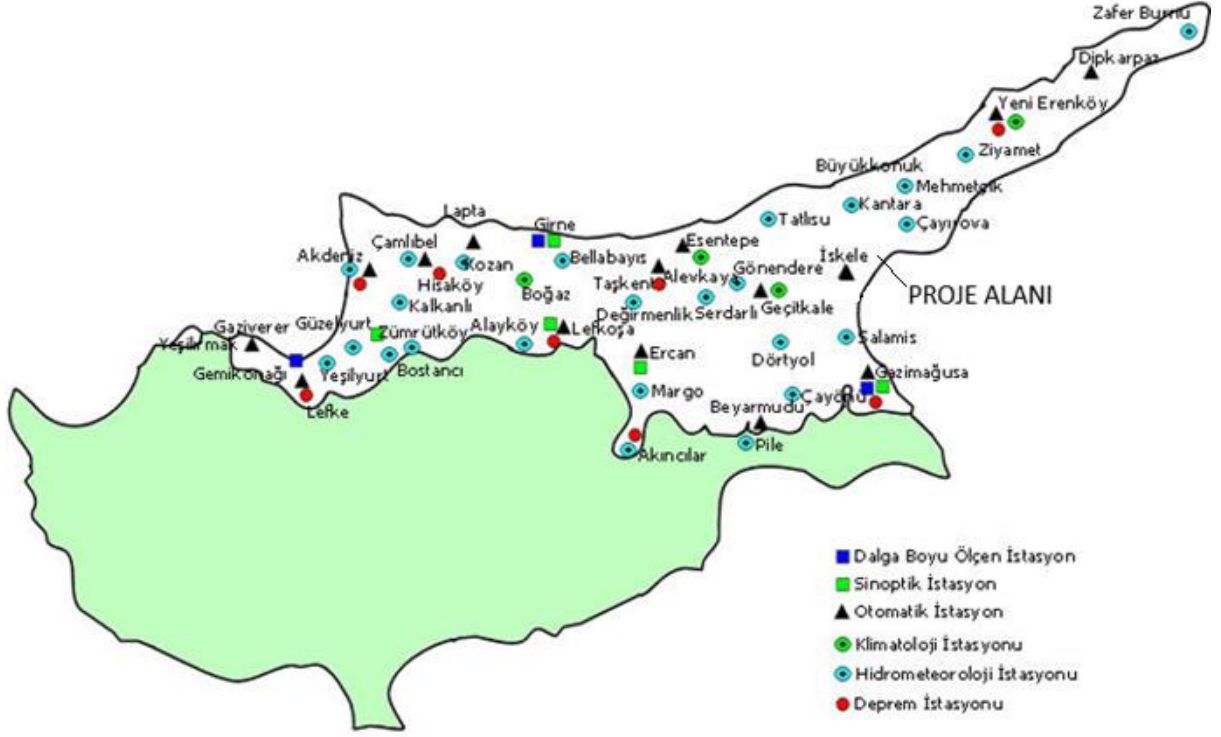 Zafer Burnu
Dipkarpaz
Yeni Erenköy
Ziyamet
Büyükkonuk
Mehmetçik
Kantara
Tatlısu
Çayırova
Lapta
Girne
Esentepe
Çamlıbel
Akdeniz
Kozan
Bellabayıs
Alevkaya
Gönendere
İskele
Hisaköy
Boğaz
Taşkent
PROJE ALANI
Kalkanlı
Değirmenlik
Serdarlı
Geçitkale
Gaziverer
Güzelyurt
Zümrütköy
Alayköy
Lefkoşa
Salamis
Yeşilırmak
Ercan
Dörtyol
Gemikonağı
Yeşilyurt
Bostancı
Gazimağusa
Margo
Çayönü
Lefke
Beyarmudu
Akıncılar
Pile
Dalga Boyu Ölçen İstasyon
Sinoptik İstasyon
Otomatik İstasyon
Klimatoloji İstasyonu
Hidrometeoroloji İstasyonu
Deprem İstasyonu